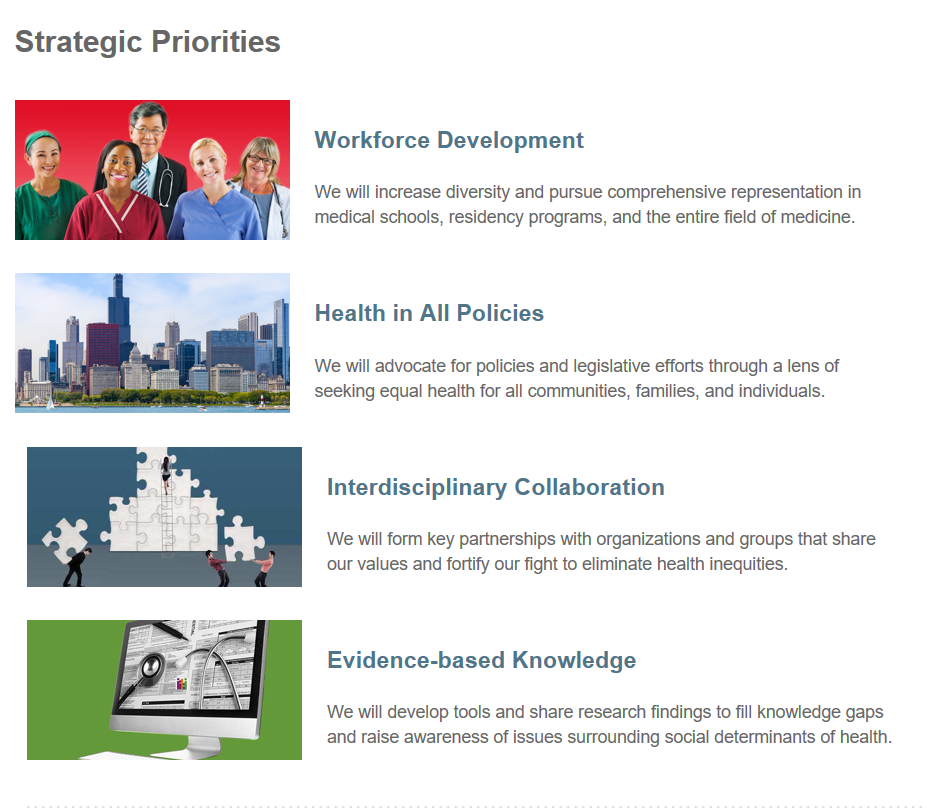 Strategic Priorities
Workforce Development
We will increase diversity and pursue comprehensive representation in
medical schools, residency programs, and the entire field of medicine.
Health in All Policies
We will advocate for policies and legislative efforts through a lens of
seeking equal health for all communities, families, and individuals.
Interdisciplinary Collaboration
We will form key partnerships with organizations and groups that share
our values and fortify our fight to eliminate health inequities.
Evidence-based Knowledge
We will develop tools and share research findings to fill knowledge gaps
and raise awareness of issues surrounding social determinants of health.